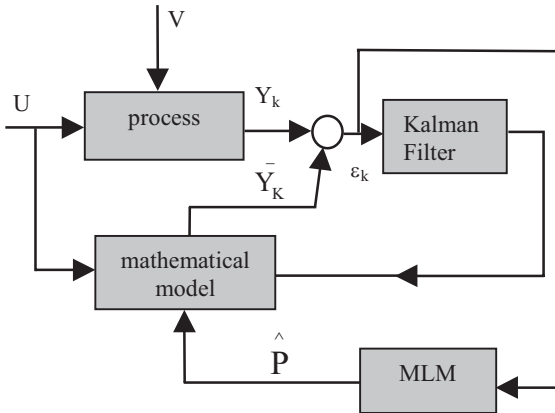 V
U
process
Y_k
Kalman
Filter
ε_k
Ȳ_K
mathematical
model
P̂
MLM